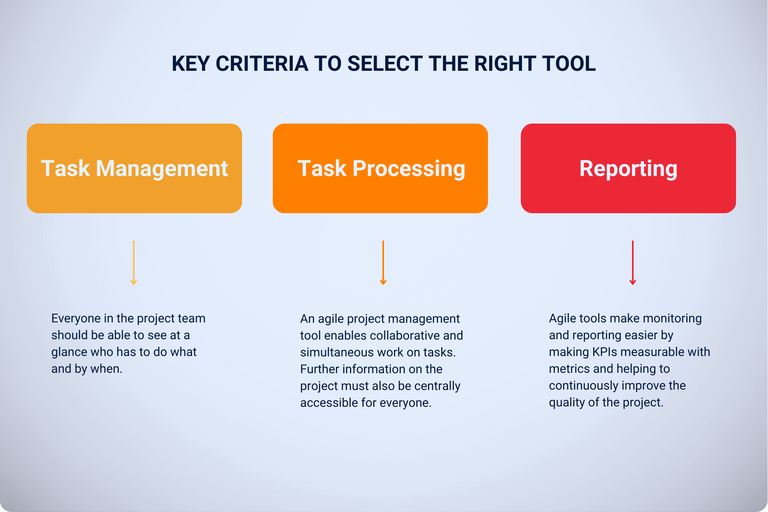 KEY CRITERIA TO SELECT THE RIGHT TOOL
Task Management
Task Processing
Reporting
Everyone in the project team
should be able to see at a
glance who has to do what
and by when.
An agile project management
tool enables collaborative and
simultaneous work on tasks.
Further information on the
project must also be centrally
accessible for everyone.
Agile tools make monitoring
and reporting easier by
making KPIs measurable with
metrics and helping to
continuously improve the
quality of the project.